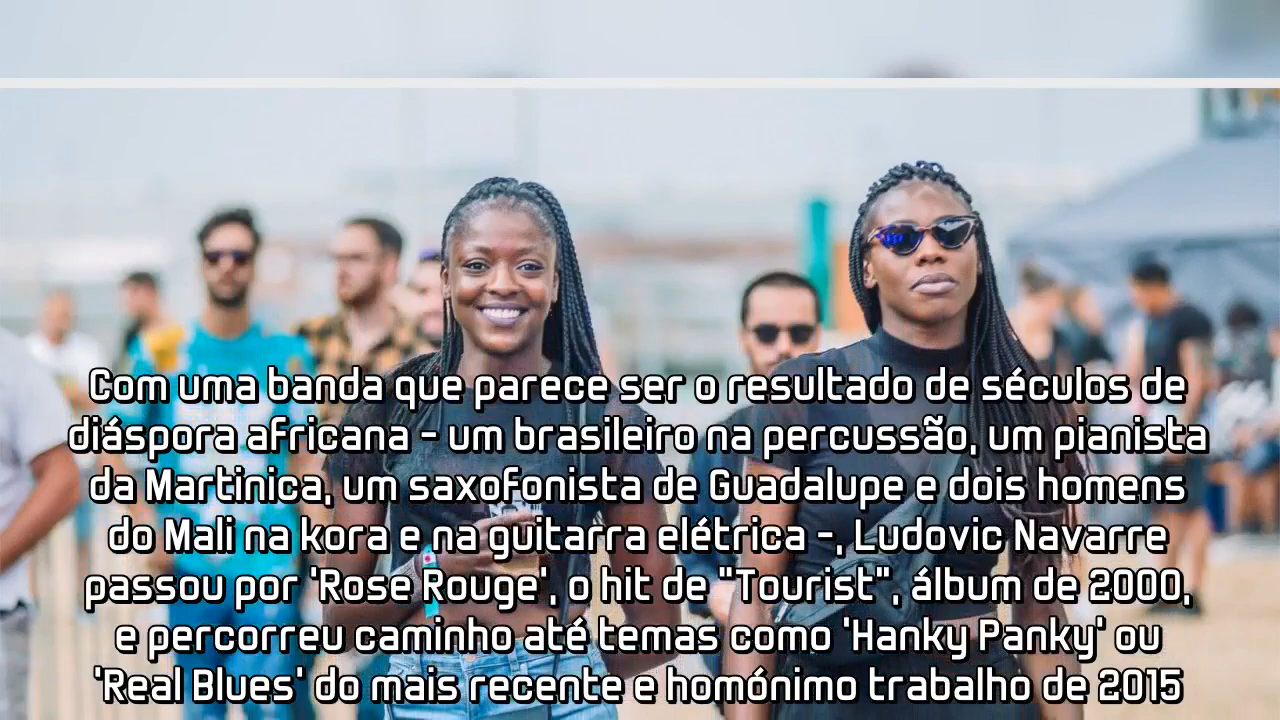 Com uma banda que parece ser o resultado de séculos de
diáspora africana - um brasileiro na percussão, um pianista
da Martinica, um saxofonista de Guadalupe e dois homens
do Mali na kora e na guitarra elétrica -, Ludovic Navarre
passou por 'Rose Rouge', o hit de "Tourist", álbum de 2000,
e percorreu caminho até temas como 'Hanky Panky' ou
'Real Blues' do mais recente e homónimo trabalho de 2015